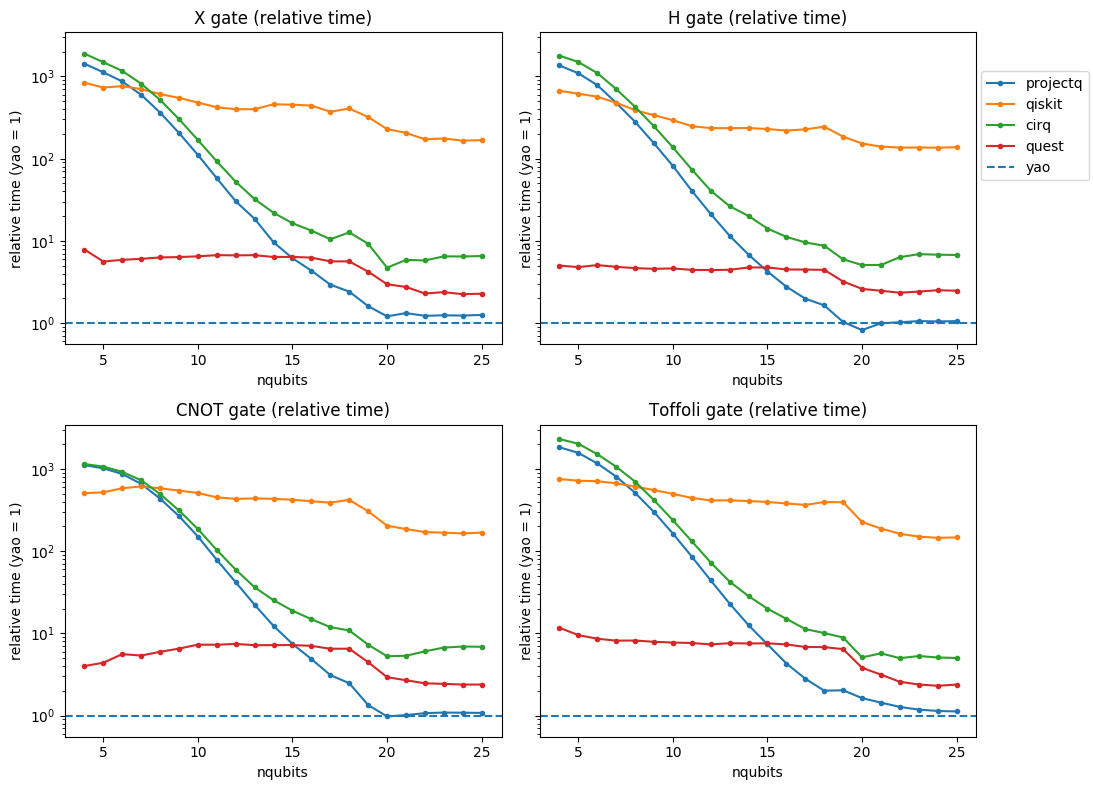 X gate (relative time)
relative time (yao = 1)
10³
10²
10¹
10⁰
5
10
15
20
25
nqubits
H gate (relative time)
relative time (yao = 1)
5
10
15
20
25
nqubits
projectq
qiskit
cirq
quest
yao
CNOT gate (relative time)
relative time (yao = 1)
10³
10²
10¹
10⁰
5
10
15
20
25
nqubits
Toffoli gate (relative time)
relative time (yao = 1)
5
10
15
20
25
nqubits